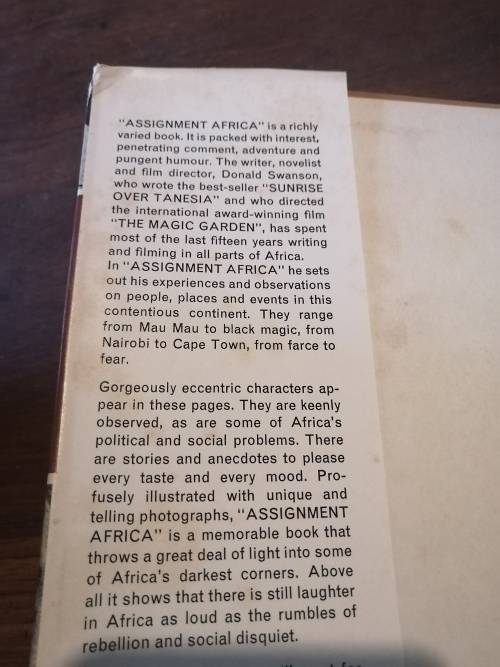 "ASSIGNMENT AFRICA" is a richly
varied book. It is packed with interest,
penetrating comment, adventure and
pungent humour. The writer, novelist
and film director, Donald Swanson,
who wrote the best-seller "SUNRISE
OVER TANESIA" and who directed
the international award-winning film
"THE MAGIC GARDEN", has spent
most of the last fifteen years writing
and filming in all parts of Africa.
In "ASSIGNMENT AFRICA" he sets
out his experiences and observations
on people, places and events in this
contentious continent. They range
from Mau Mau to black magic, from
Nairobi to Cape Town, from farce to
fear.
Gorgeously eccentric characters ap-
pear in these pages. They are keenly
observed, as are some of Africa's
political and social problems. There
are stories and anecdotes to please
every taste and every mood. Pro-
fusely illustrated with unique and
telling photographs, "ASSIGNMENT
AFRICA" is a memorable book that
throws a great deal of light into some
of Africa's darkest corners. Above
all it shows that there is still laughter
in Africa as loud as the rumbles of
rebellion and social disquiet.